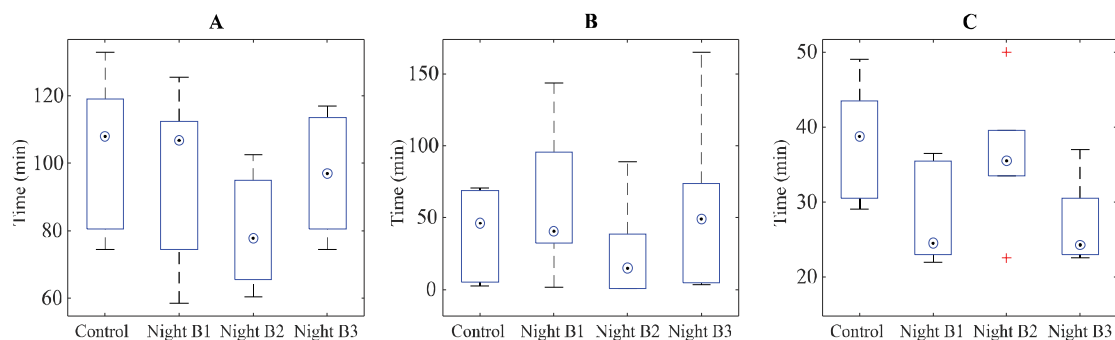 A
Time (min)
120
100
80
60
Control Night B1 Night B2 Night B3
B
Time (min)
150
100
50
0
Control Night B1 Night B2 Night B3
C
Time (min)
50
40
30
20
Control Night B1 Night B2 Night B3